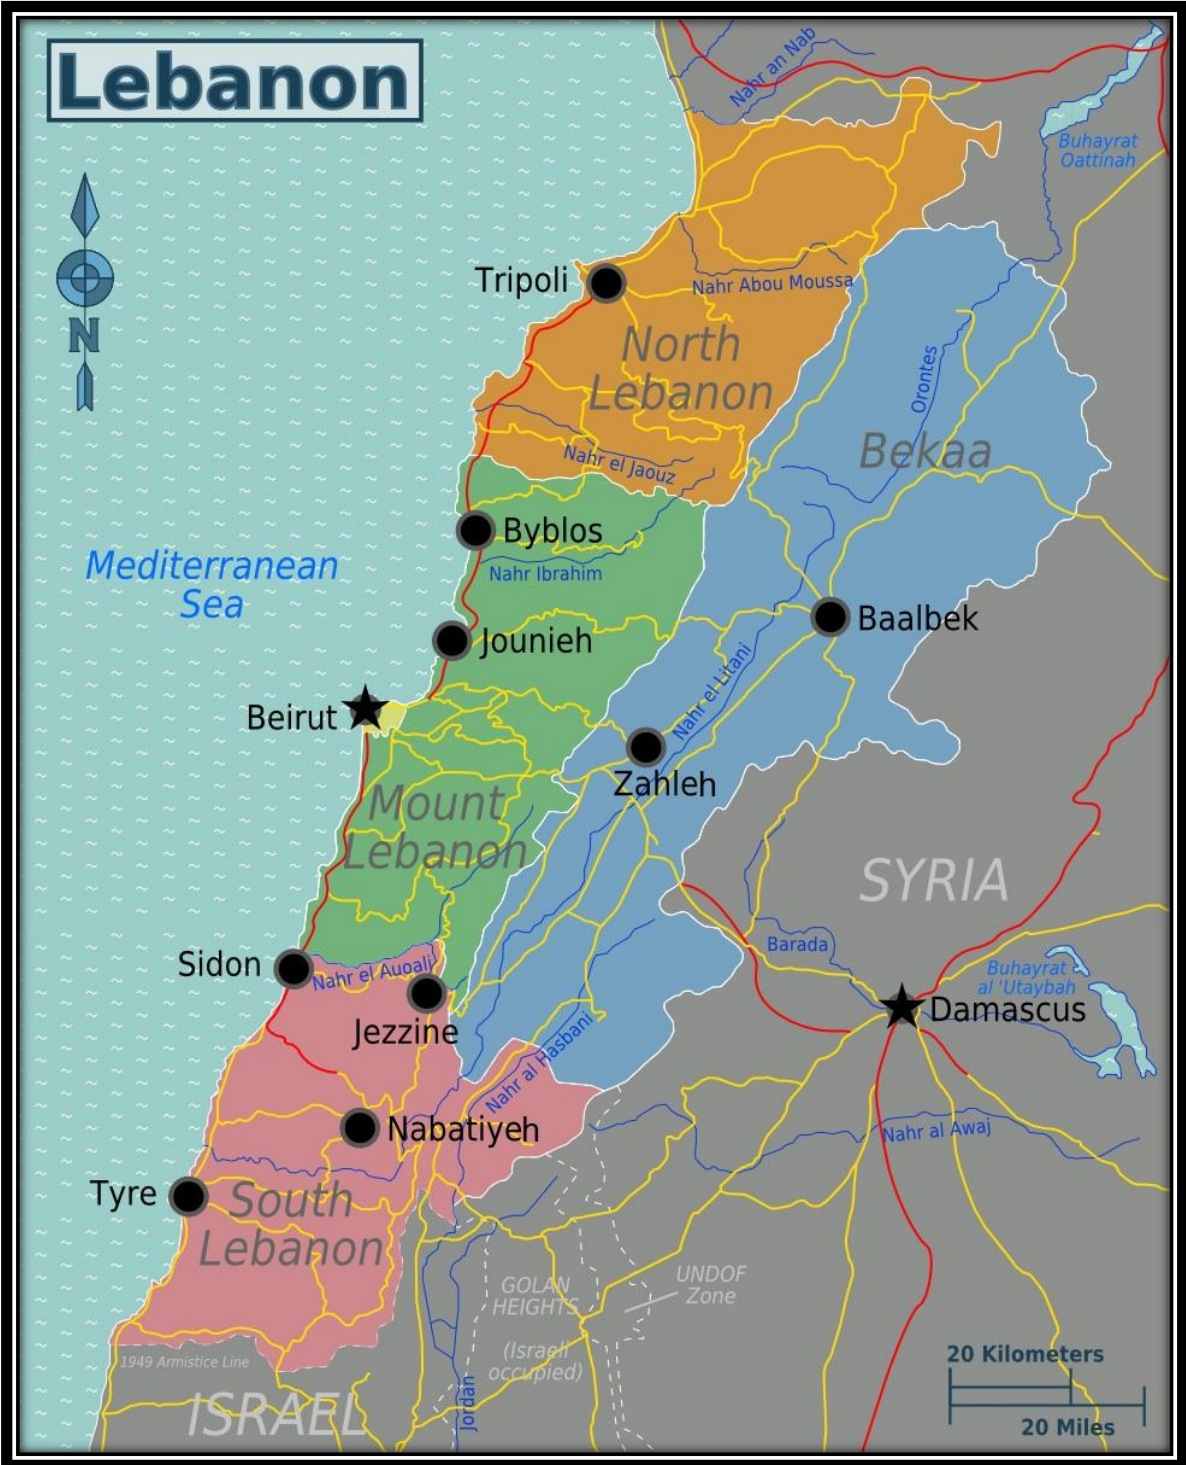 Lebanon
Nahr an Nab
Buhayrat
Oattinah
N
Tripoli
Nahr Abou Moussa
North
Lebanon
Orontes
Bekaa
Nahr el Jaouz
Byblos
Mediterranean
Sea
Nahr Ibrahim
Baalbek
Jounieh
Nahr el Litani
Beirut
Zahleh
Mount
Lebanon
SYRIA
Sidon
Nahr el Auoali
Barada
Buhayrat
al 'Utaybah
Jezzine
Damascus
Nahr al Hasbani
Nabatiyeh
Nahr al Awaj
Tyre
South
Lebanon
GOLAN
HEIGHTS
(Israeli
occupied)
UNDOF
Zone
1949 Armistice Line
ISRAEL
Jordan
20 Kilometers
20 Miles